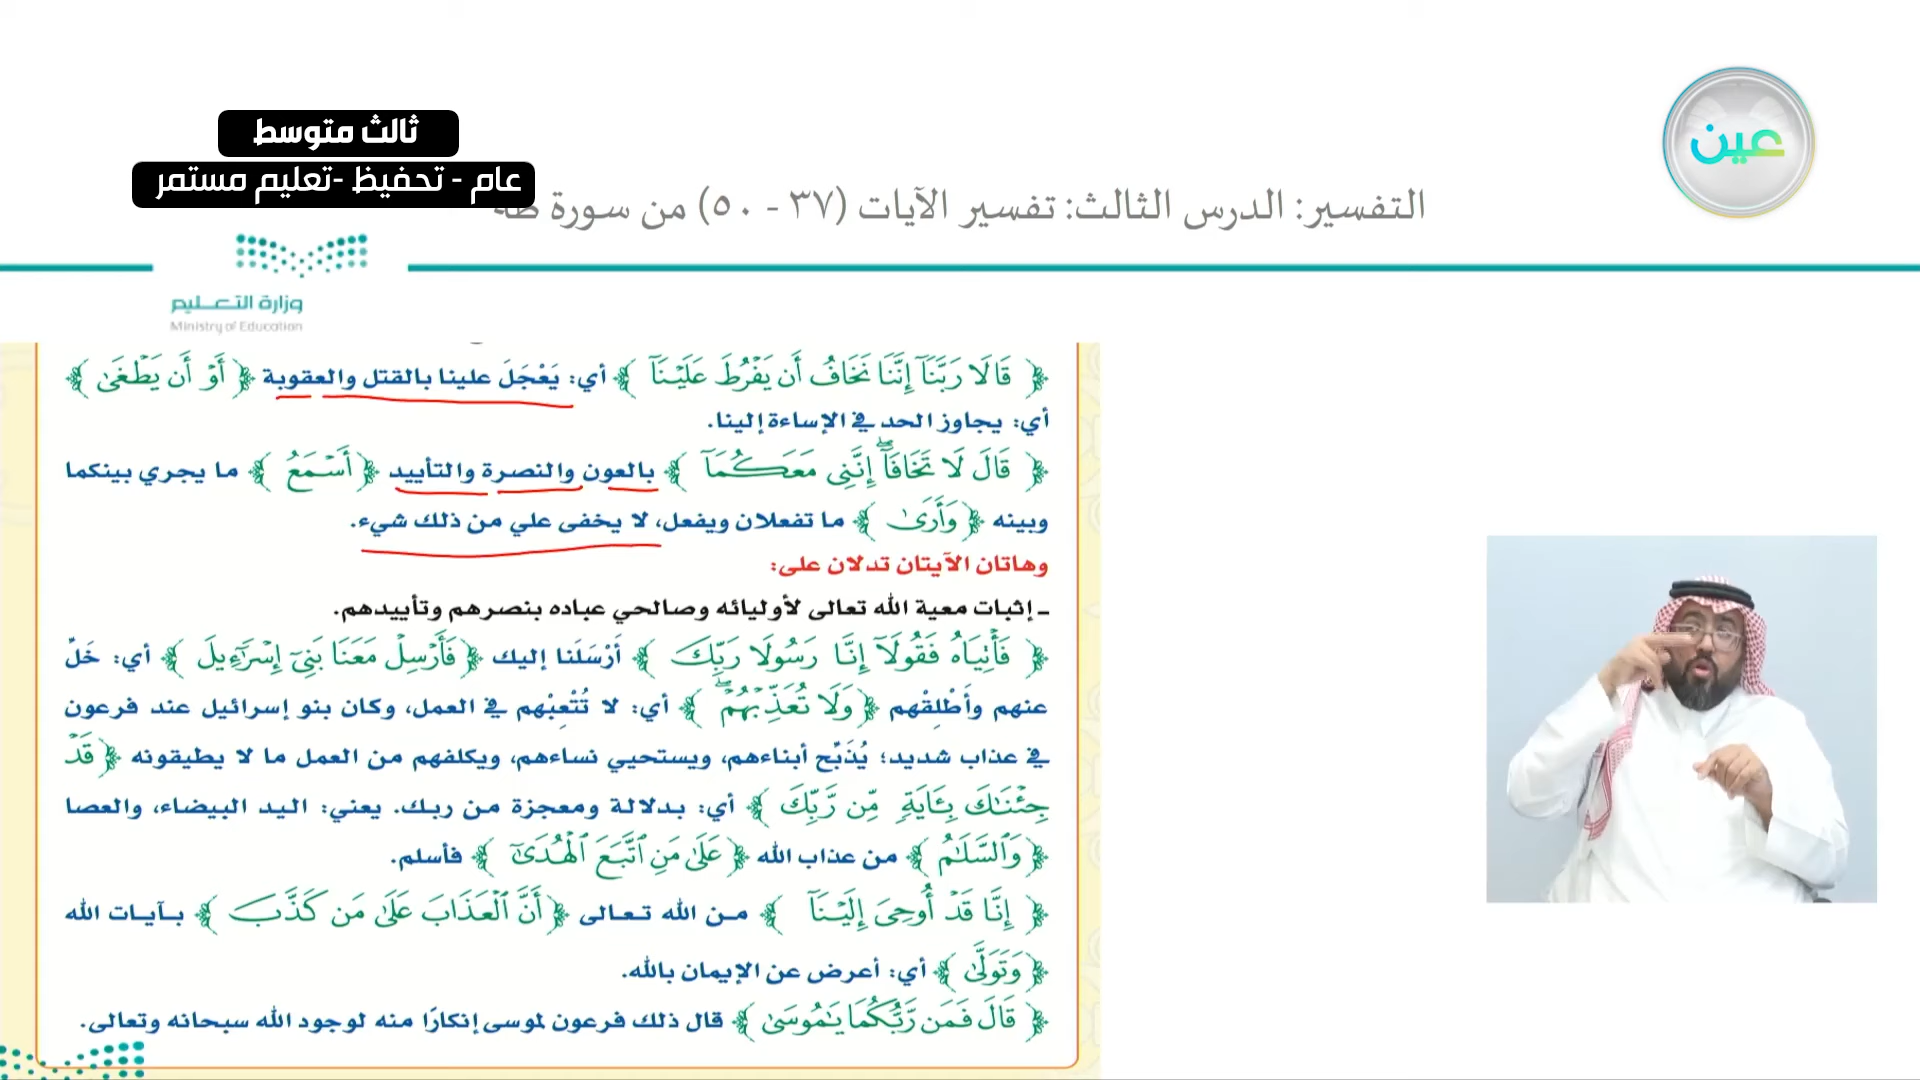 ثالث متوسط
عام - تحفيظ -تعليم مستمر
عين
التفسير: الدرس الثالث: تفسير الآيات (٣٧ - ٥٠) من سورة طه
وزارة التعـــليم
Ministry of Education
﴿ قَالَا رَبَّنَآ إِنَّنَا نَخَافُ أَن يَفْرُطَ عَلَيْنَآ ﴾ أي: يَعْجَلَ علينا بالقتل والعقوبة ﴿ أَوْ أَن يَطْغَىٰ ﴾
أي: يجاوز الحد في الإساءة إلينا.
﴿ قَالَ لَا تَخَافَآۖ إِنَّنِى مَعَكُمَآ ﴾ بالعون والنصرة والتأييد ﴿ أَسْمَعُ ﴾ ما يجري بينكما
وبينه ﴿ وَأَرَىٰ ﴾ ما تفعلان ويفعل، لا يخفى علي من ذلك شيء.
وهاتان الآيتان تدلان على:
ـ إثبات معية الله تعالى لأوليائه وصالحي عباده بنصرهم وتأييدهم.
﴿ فَأْتِيَاهُ فَقُولَآ إِنَّا رَسُولَا رَبِّكَ ﴾ أَرْسَلَنا إليك ﴿ فَأَرْسِلْ مَعَنَا بَنِىٓ إِسْرَٰٓءِيلَ ﴾ أي: خَلِّ
عنهم وأَطْلِقْهم ﴿ وَلَا تُعَذِّبْهُمْۖ ﴾ أي: لا تُتْعِبْهم في العمل، وكان بنو إسرائيل عند فرعون
في عذاب شديد؛ يُذَبِّح أبناءهم، ويستحيي نساءهم، ويكلفهم من العمل ما لا يطيقونه ﴿ قَدْ
جِئْنَٰكَ بِـَٔايَةٍ مِّن رَّبِّكَ ﴾ أي: بدلالة ومعجزة من ربك. يعني: اليد البيضاء، والعصا
﴿ وَٱلسَّلَٰمُ ﴾ من عذاب الله ﴿ عَلَىٰ مَنِ ٱتَّبَعَ ٱلْهُدَىٰٓ ﴾ فأسلم.
﴿ إِنَّا قَدْ أُوحِىَ إِلَيْنَآ ﴾ من الله تعالى ﴿ أَنَّ ٱلْعَذَابَ عَلَىٰ مَن كَذَّبَ ﴾ بآيات الله
﴿ وَتَوَلَّىٰ ﴾ أي: أعرض عن الإيمان بالله.
﴿ قَالَ فَمَن رَّبُّكُمَا يَٰمُوسَىٰ ﴾ قال ذلك فرعون لموسى إنكارًا منه لوجود الله سبحانه وتعالى.